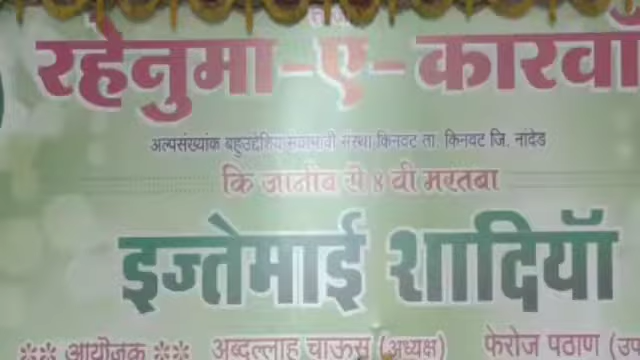 रहेनुमा-ए-कारवाँ
अल्पसंख्यांक बहुउद्देशिय सेवाभावी संस्था किनवट ता. किनवट जि. नांदेड
कि जानीब से ४ वी मरतबा
इज्तेमाई शादियॉ
** आयोजक ** अब्दल्लाह चाऊस (अध्यक्ष) फेरोज पठाण (उप